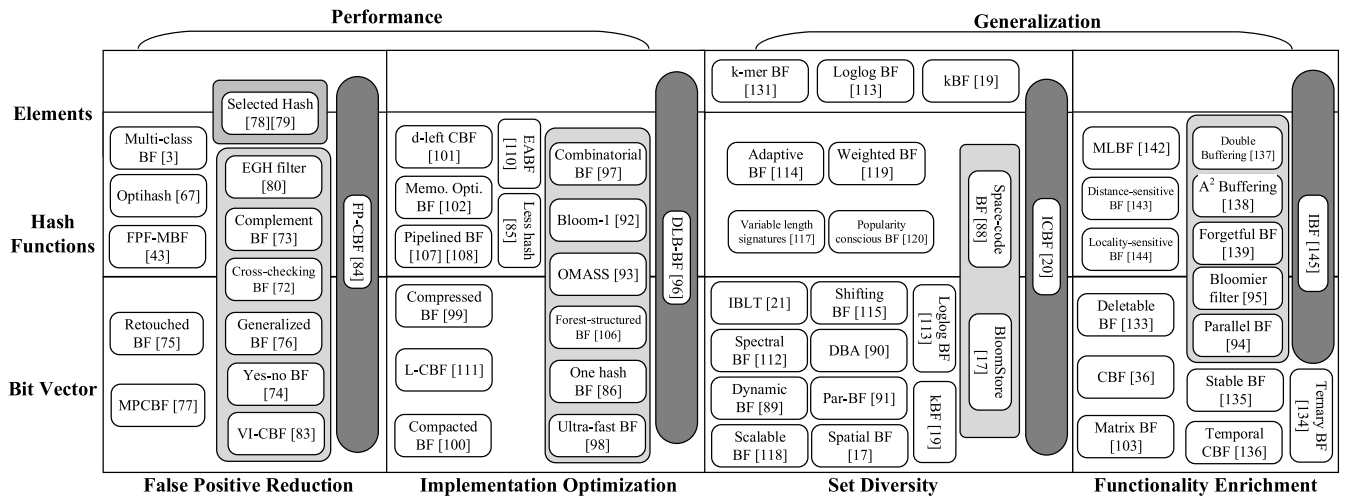 Performance
Generalization
Elements
Hash
Functions
Bit Vector
Selected Hash
[78][79]
Multi-class
BF [3]
Optihash [67]
FPF-MBF
[43]
EGH filter
[80]
Complement
BF [73]
Cross-checking
BF [72]
Retouched
BF [75]
MPCBF [77]
Generalized
BF [76]
Yes-no BF
[74]
VI-CBF [83]
FP-CBF [84]
d-left CBF
[101]
Memo. Opti.
BF [102]
Pipelined BF
[107] [108]
EABF
[110]
Less hash
[85]
Compressed
BF [99]
L-CBF [111]
Compacted
BF [100]
Combinatorial
BF [97]
Bloom-1 [92]
OMASS [93]
Forest-structured
BF [106]
One hash
BF [86]
Ultra-fast BF
[98]
DLB-BF [96]
k-mer BF
[131]
Loglog BF
[113]
kBF [19]
Adaptive
BF [114]
Weighted BF
[119]
Variable length
signatures [117]
Popularity
conscious BF [120]
IBLT [21]
Shifting
BF [115]
Spectral
BF [112]
DBA [90]
Dynamic
BF [89]
Par-BF [91]
Scalable
BF [118]
Spatial BF
[17]
Loglog BF
[113]
kBF [19]
Space-code
BF [88]
BloomStore
[17]
ICBF [20]
MLBF [142]
Distance-sensitive
BF [143]
Locality-sensitive
BF [144]
Deletable
BF [133]
CBF [36]
Matrix BF
[103]
Double
Buffering [137]
A² Buffering
[138]
Forgetful BF
[139]
Bloomier
filter [95]
Parallel BF
[94]
Stable BF
[135]
Temporal
CBF [136]
IBF [145]
Ternary BF
[134]
False Positive Reduction
Implementation Optimization
Set Diversity
Functionality Enrichment